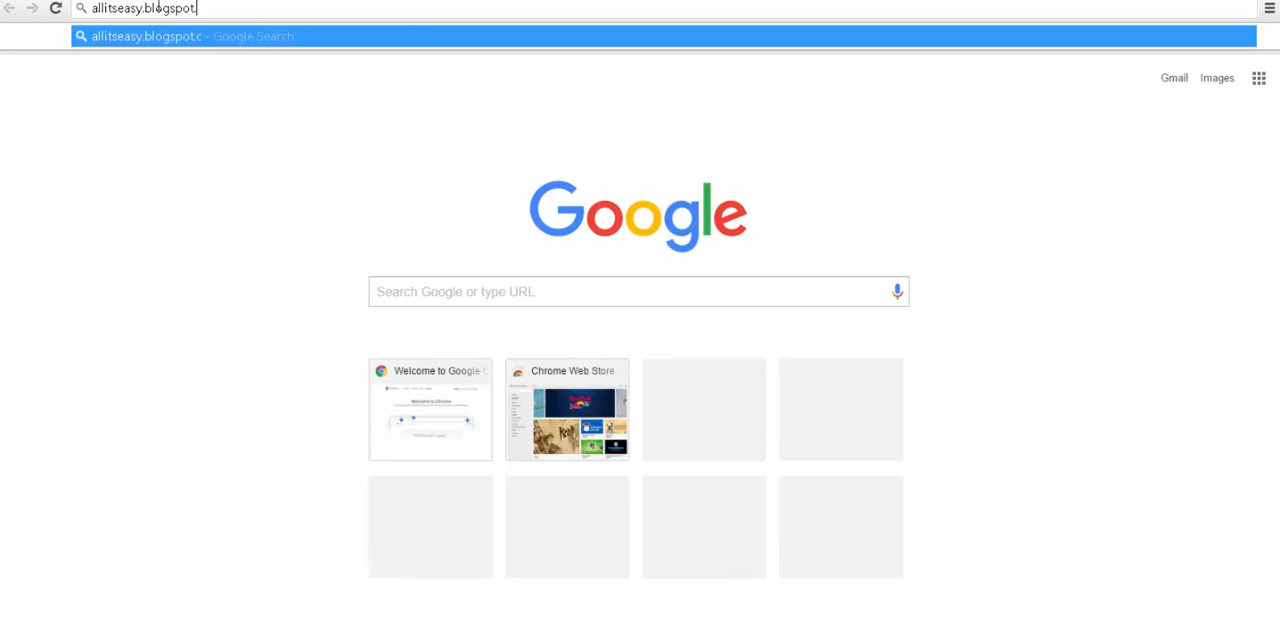 allitseasy.blogspot.
allitseasy.blogspot.c - Google Search
Gmail Images
Google
Search Google or type URL
Welcome to Google C
Chrome Web Store